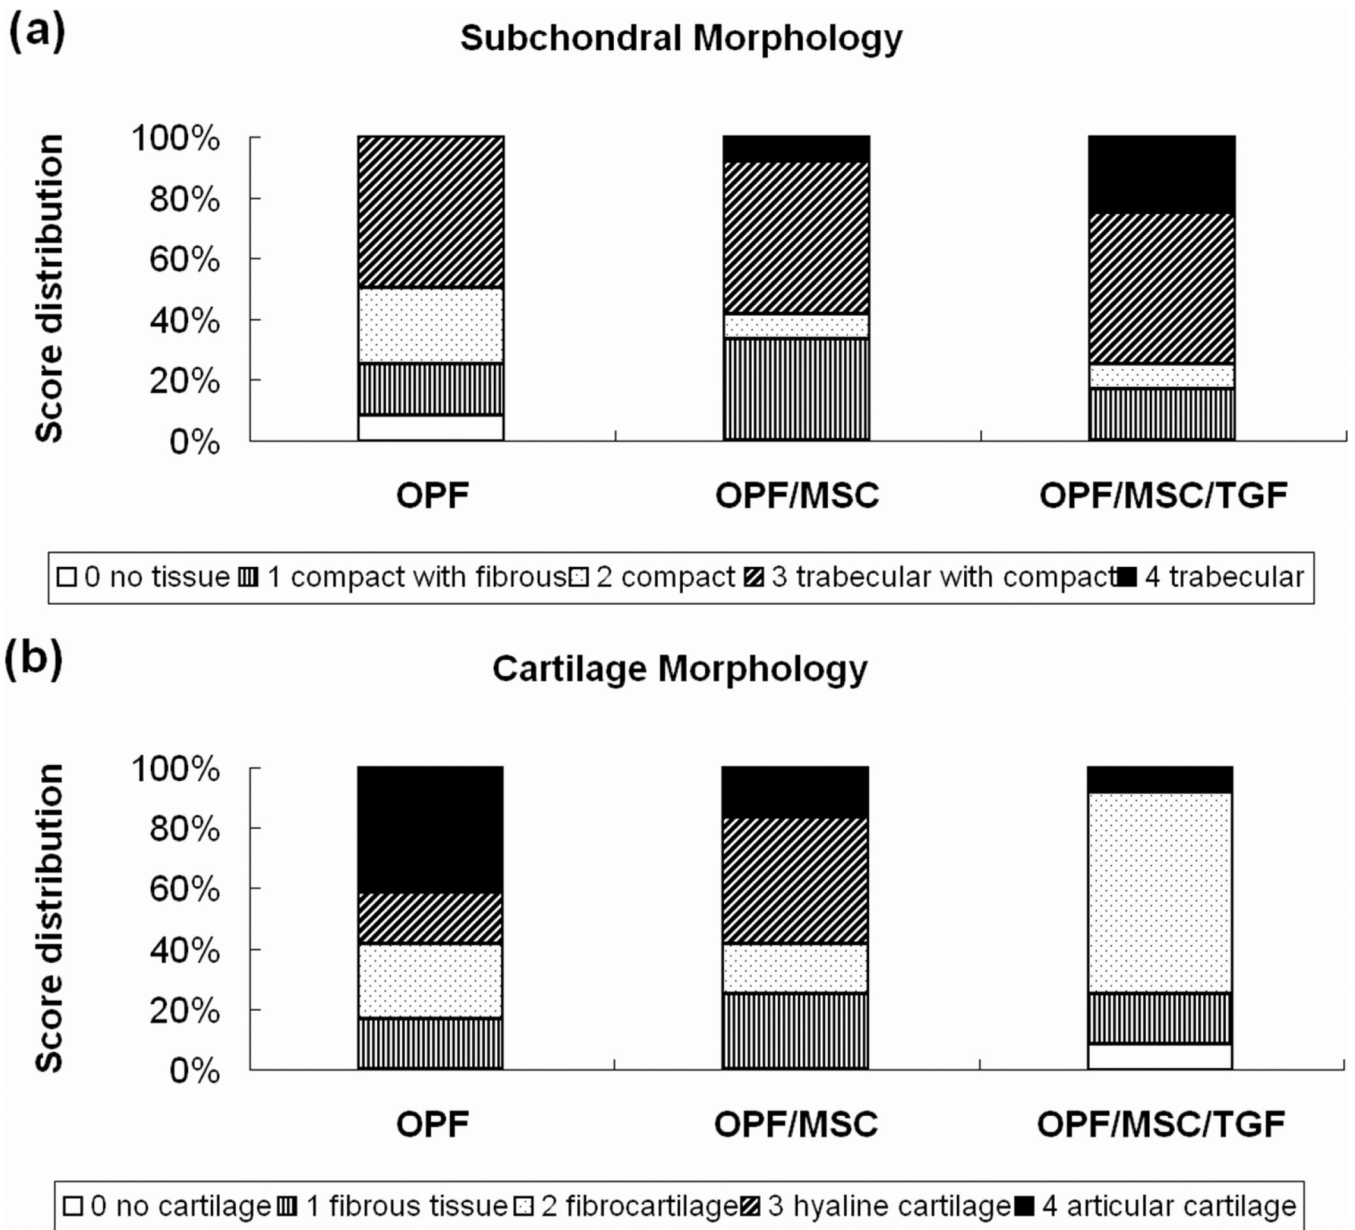 (a)
Subchondral Morphology
Score distribution
100%
80%
60%
40%
20%
0%
OPF OPF/MSC OPF/MSC/TGF
0 no tissue 1 compact with fibrous 2 compact 3 trabecular with compact 4 trabecular
(b)
Cartilage Morphology
Score distribution
100%
80%
60%
40%
20%
0%
OPF OPF/MSC OPF/MSC/TGF
0 no cartilage 1 fibrous tissue 2 fibrocartilage 3 hyaline cartilage 4 articular cartilage